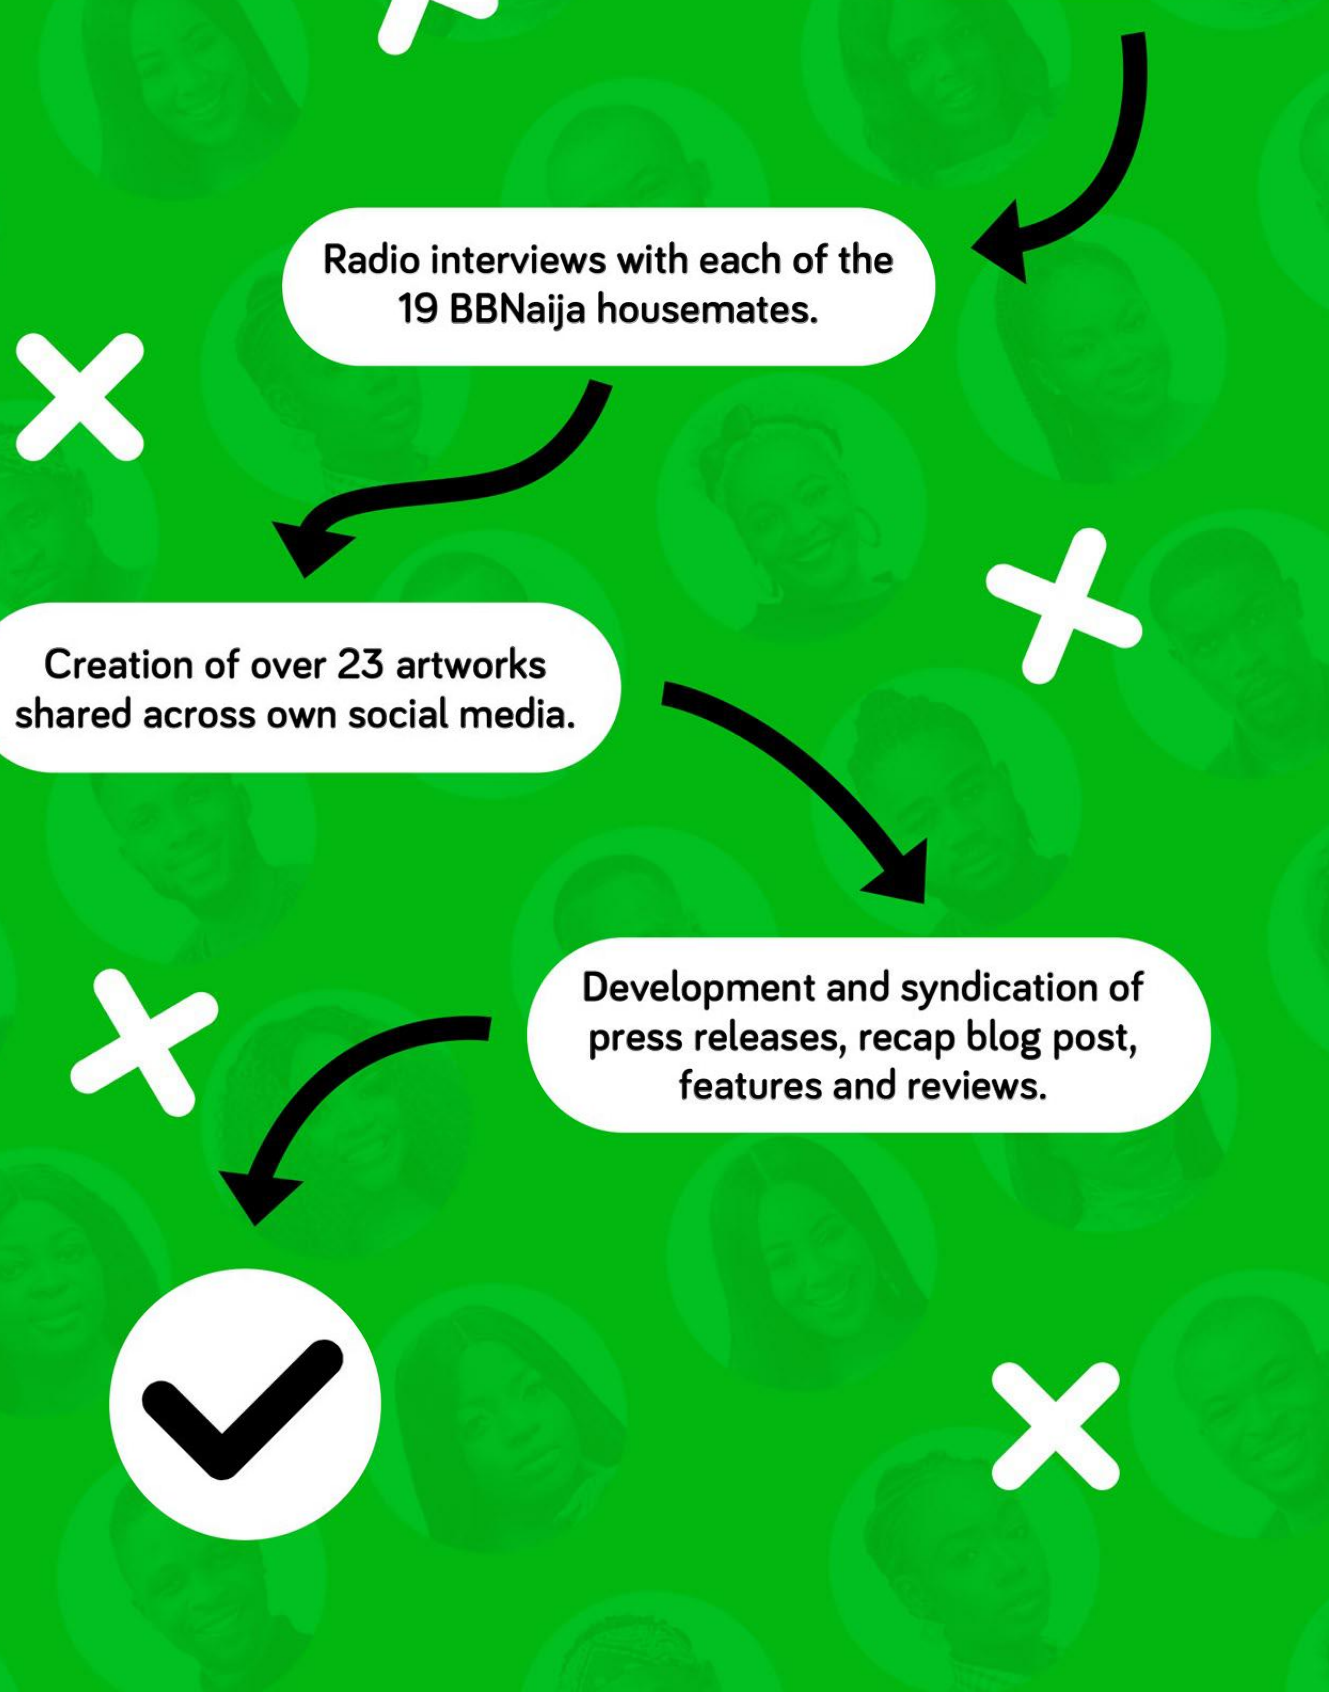 Radio interviews with each of the
19 BBNaija housemates.
Creation of over 23 artworks
shared across own social media.
Development and syndication of
press releases, recap blog post,
features and reviews.